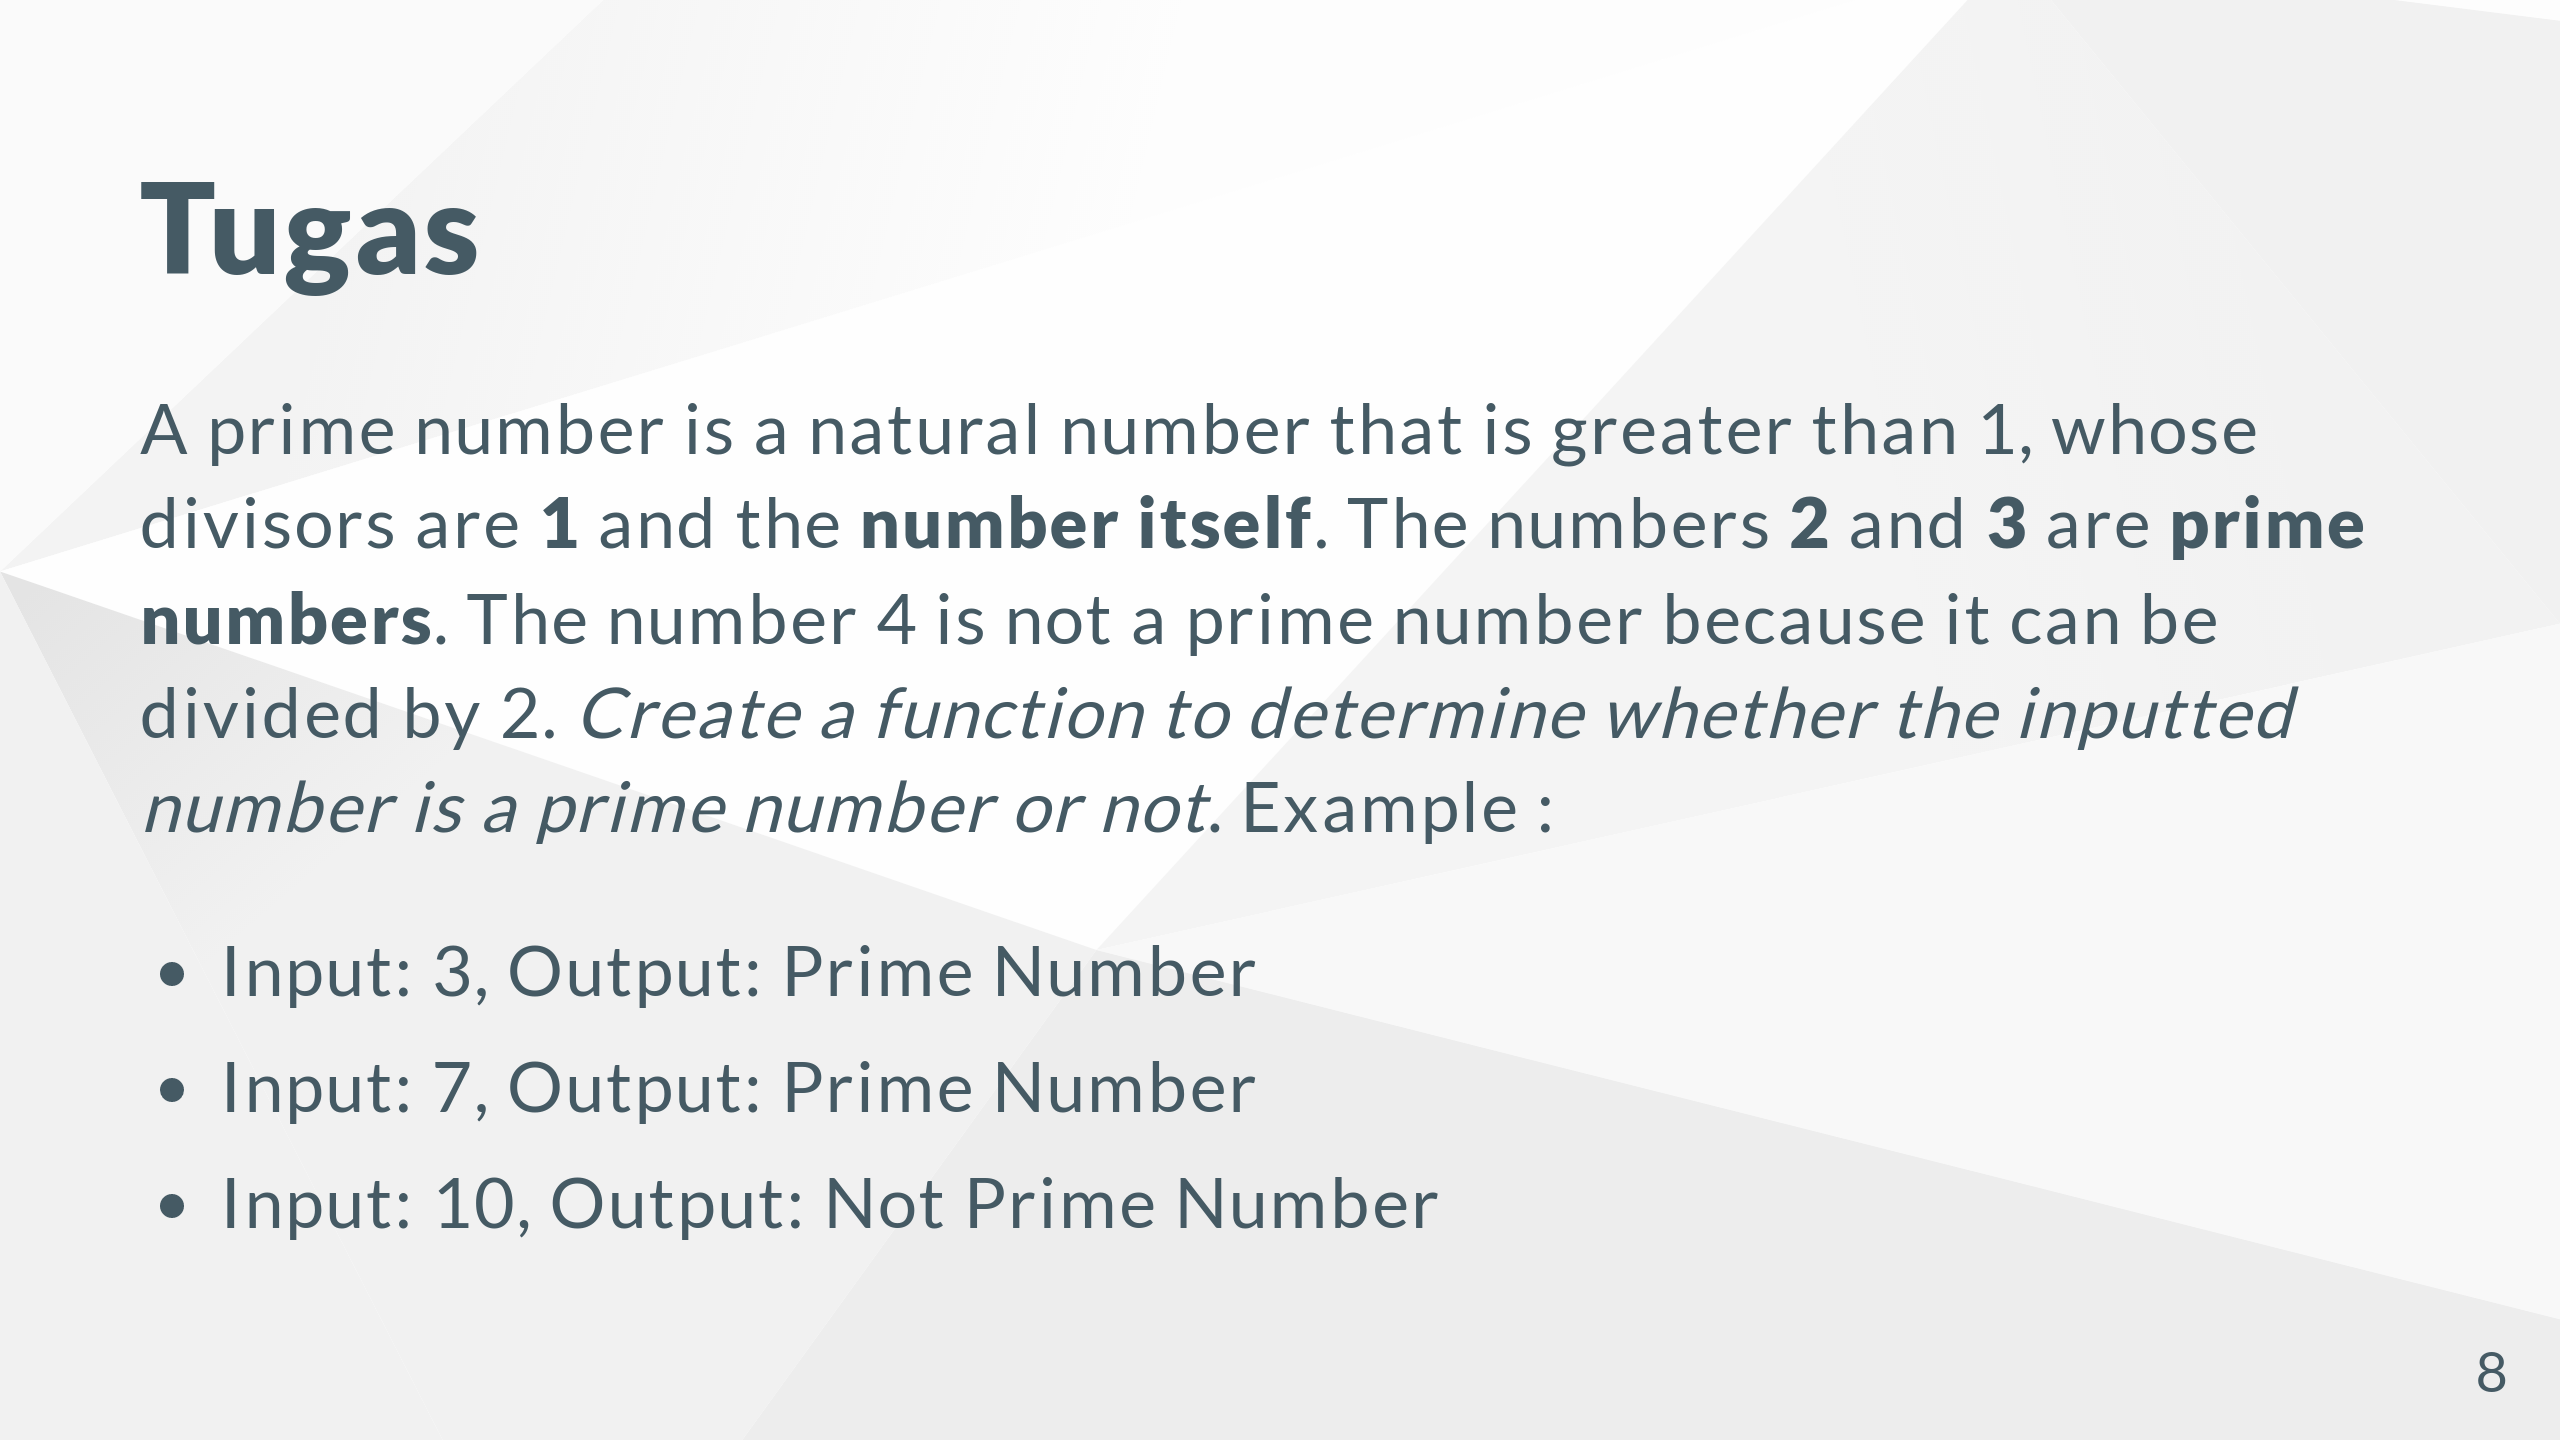 Tugas
A prime number is a natural number that is greater than 1, whose
divisors are 1 and the number itself. The numbers 2 and 3 are prime
numbers. The number 4 is not a prime number because it can be
divided by 2. Create a function to determine whether the inputted
number is a prime number or not. Example :
• Input: 3, Output: Prime Number
• Input: 7, Output: Prime Number
• Input: 10, Output: Not Prime Number
8